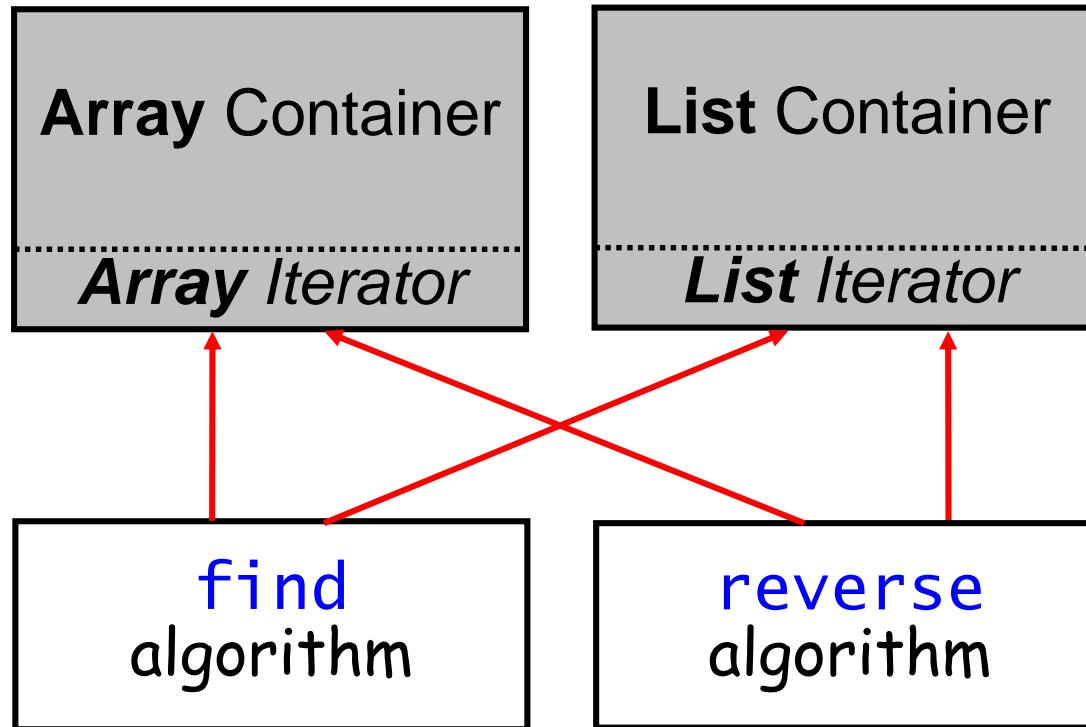 Array Container
Array Iterator
List Container
List Iterator
find
algorithm
reverse
algorithm